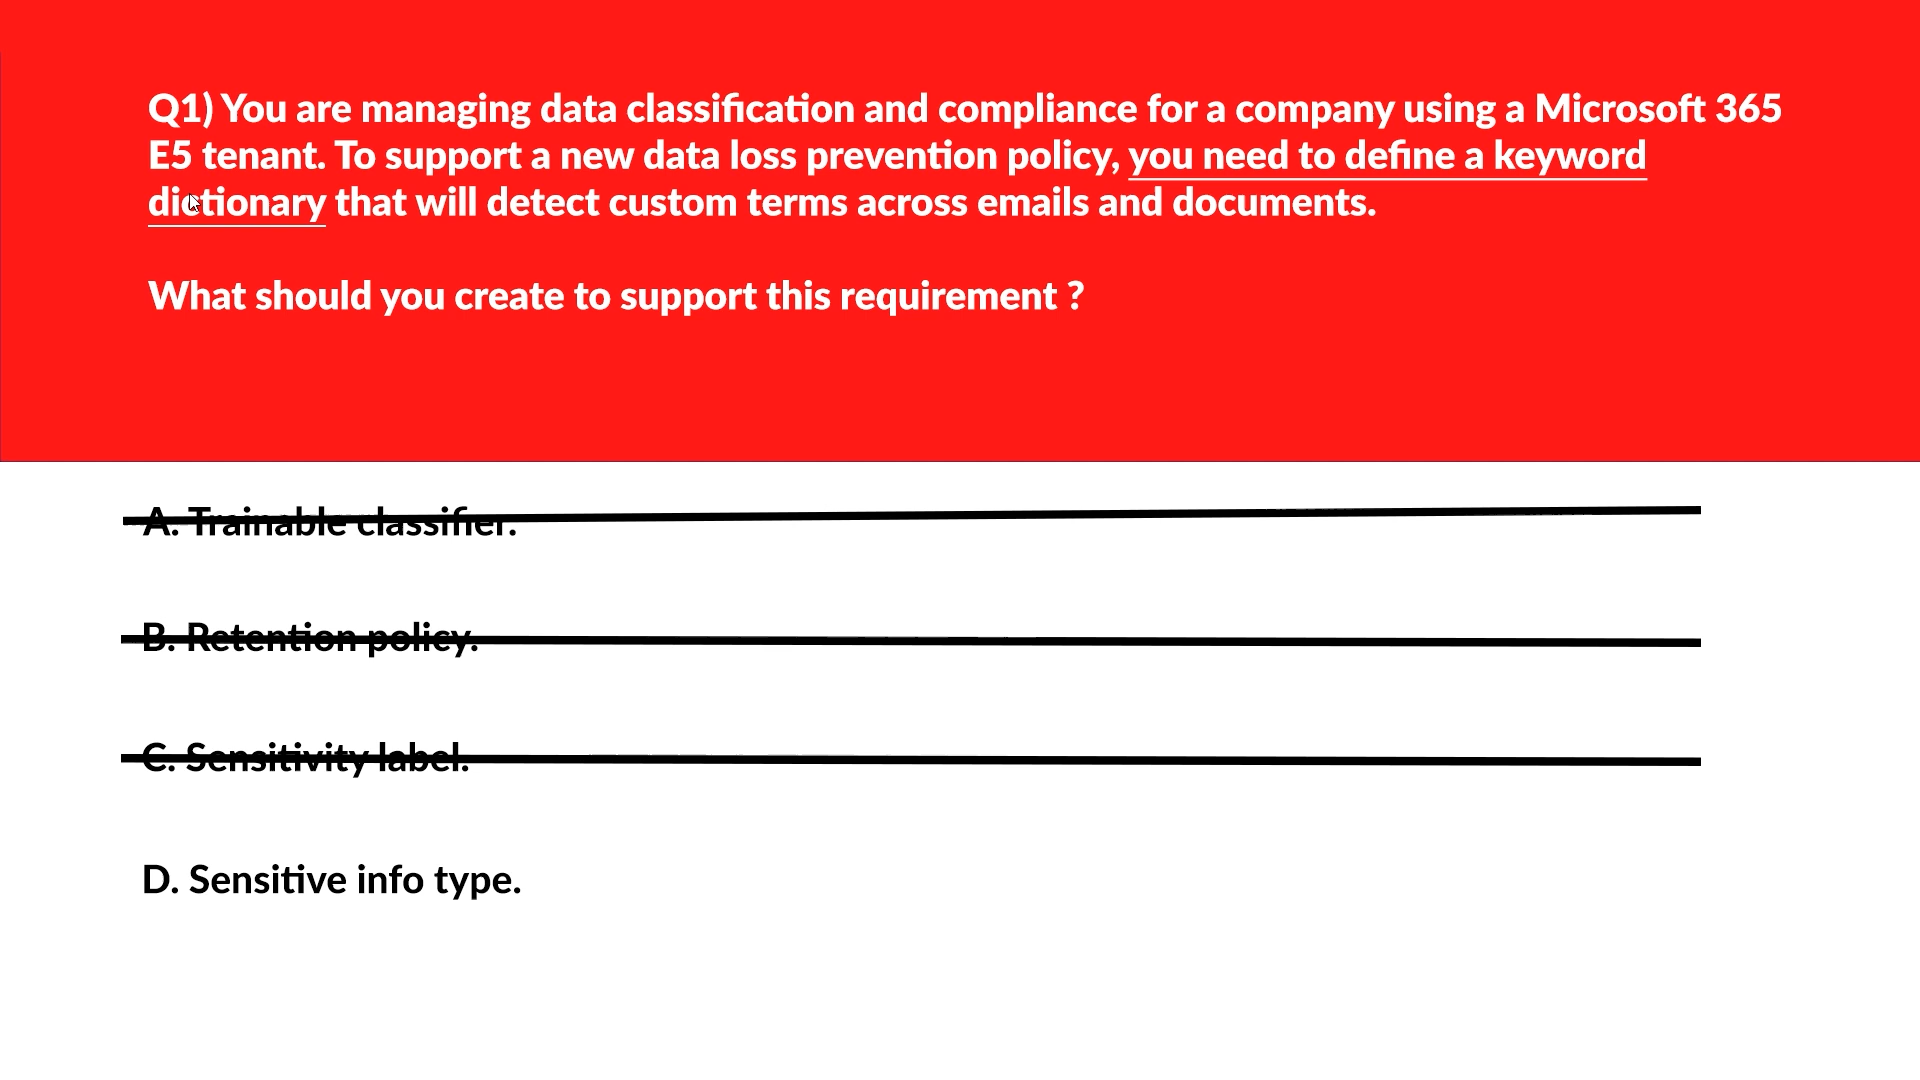 Q1) You are managing data classification and compliance for a company using a Microsoft 365
E5 tenant. To support a new data loss prevention policy, you need to define a keyword
dictionary that will detect custom terms across emails and documents.
What should you create to support this requirement ?
A. Trainable classifier.
B. Retention policy.
C. Sensitivity label.
D. Sensitive info type.